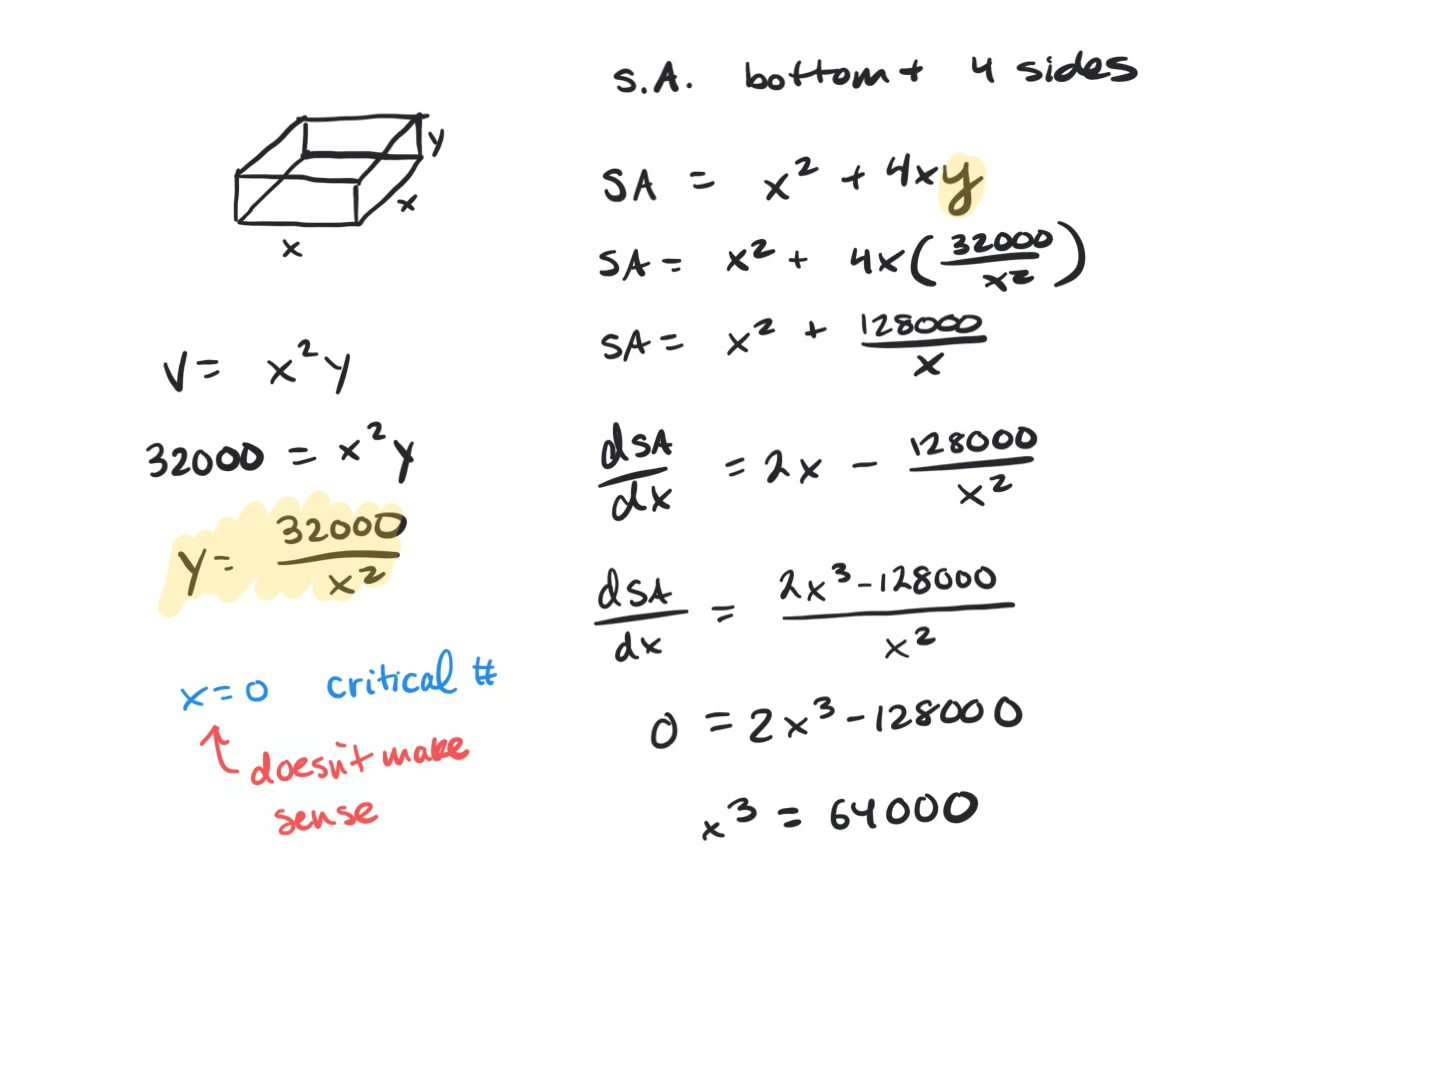 y
x
x
V = x²y
32000 = x²y
y = 32000/x²
x = 0 critical #
doesn't make
sense
S.A. bottom + 4 sides
SA = x² + 4xy
SA = x² + 4x(32000/x²)
SA = x² + 128000/x
dSA/dx = 2x - 128000/x²
dSA/dx = 2x³-128000/x²
0 = 2x³-128000
x³ = 64000